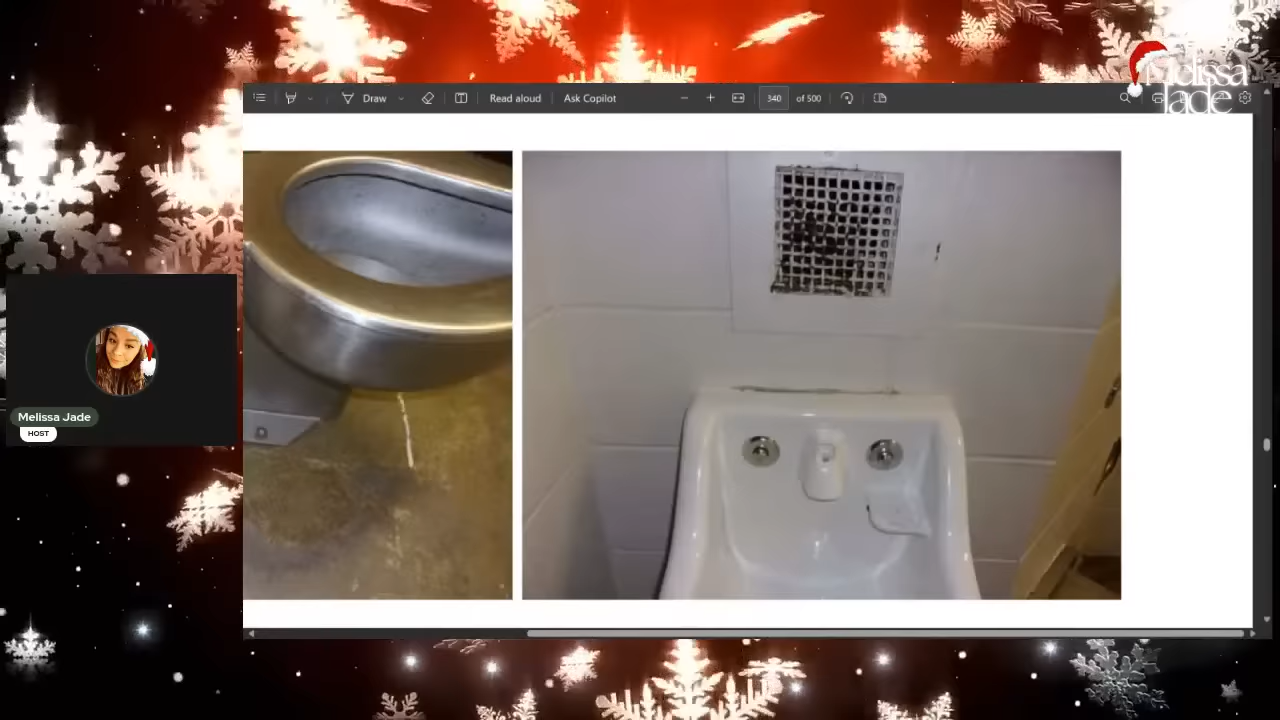 Draw
Read aloud
Ask Copilot
340
of 500
Melissa
Jade
Melissa Jade
HOST